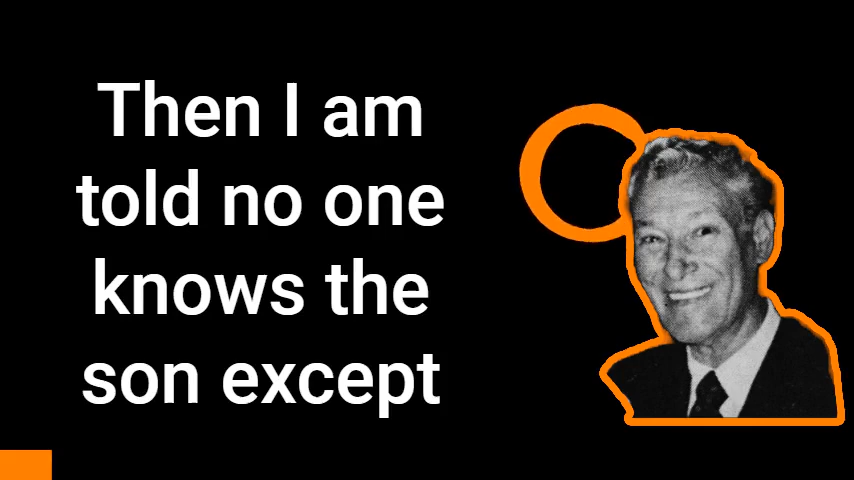 Then I am
told no one
knows the
son except